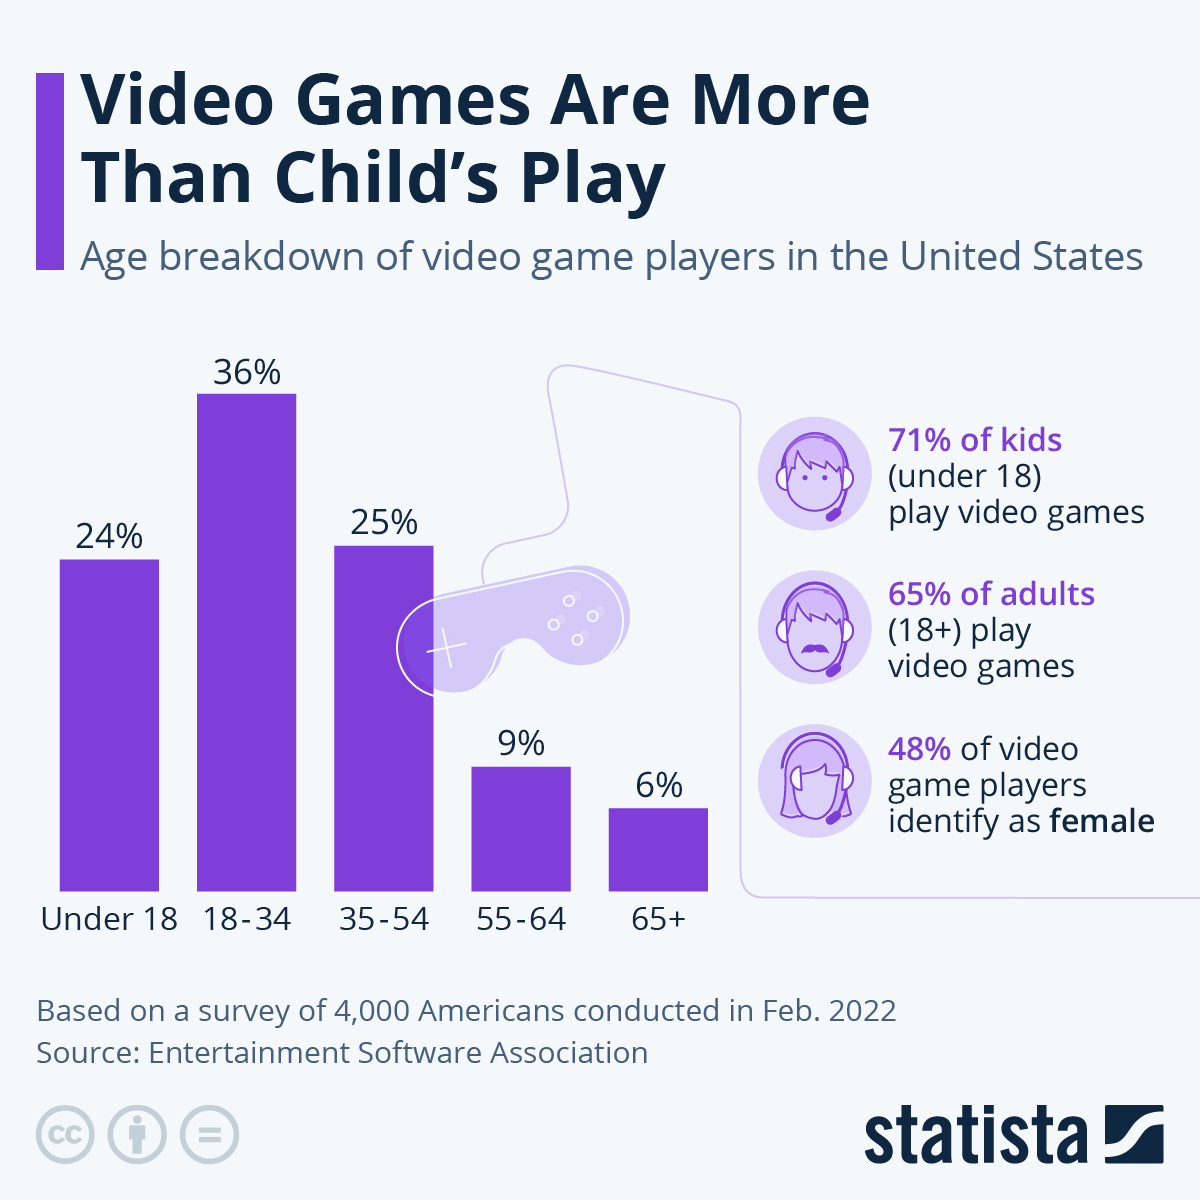 Video Games Are More
Than Child's Play
Age breakdown of video game players in the United States
24%
36%
25%
9%
6%
Under 18
18-34
35-54
55-64
65+
71% of kids
(under 18)
play video games
65% of adults
(18+) play
video games
48% of video
game players
identify as female
Based on a survey of 4,000 Americans conducted in Feb. 2022
Source: Entertainment Software Association
cc
=
statista